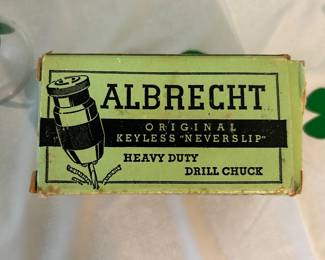 ALBRECHT
ORIGINAL
KEYLESS "NEVERSLIP"
HEAVY DUTY
DRILL CHUCK